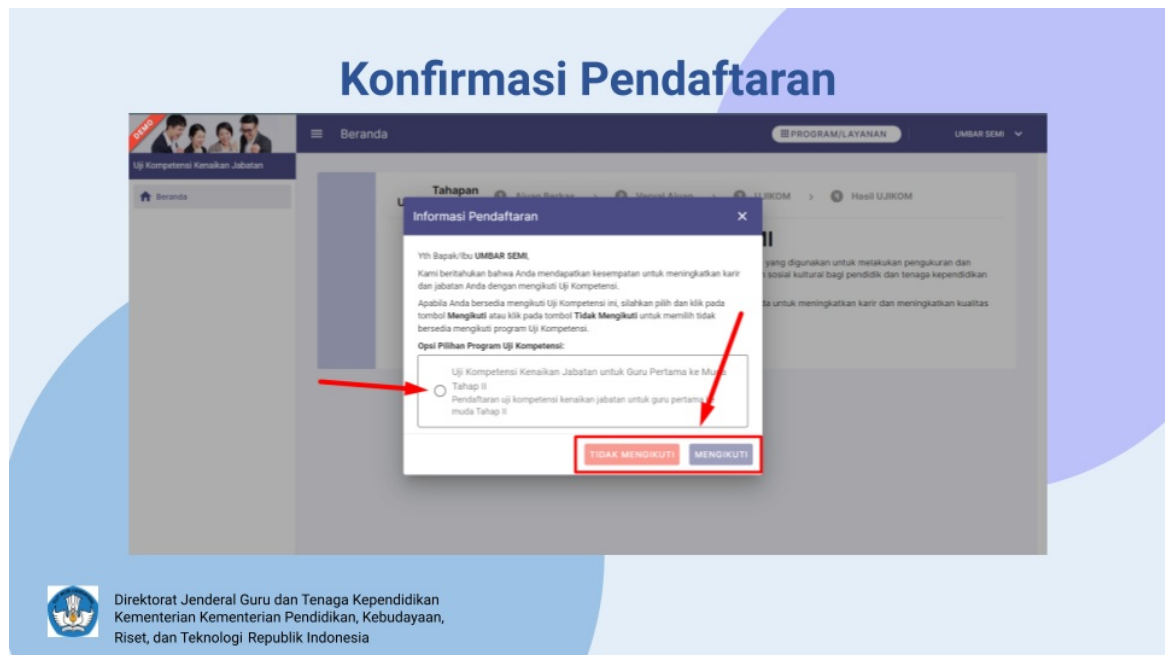 Konfirmasi Pendaftaran
DEMO
Beranda
PROGRAM/LAYANAN
UMBAR SEMI
Uji Kompetensi Kenaikan Jabatan
Beranda
Tahapan
U
Ajuan Berkas > Verval Ajuan > UJIKOM > Hasil UJIKOM
Informasi Pendaftaran
MI
yang digunakan untuk melakukan pengukuran dan
sosial kultural bagi pendidik dan tenaga kependidikan
untuk meningkatkan karir dan meningkatkan kualitas
Yth Bapak/Ibu UMBAR SEMI,
Kami beritahukan bahwa Anda mendapatkan kesempatan untuk meningkatkan karir
dan jabatan Anda dengan mengikuti Uji Kompetensi.
Apabila Anda bersedia mengikuti Uji Kompetensi ini, silahkan pilih dan klik pada
tombol Mengikuti atau klik pada tombol Tidak Mengikuti untuk memilih tidak
bersedia mengikuti program Uji Kompetensi.
Opsi Pilihan Program Uji Kompetensi:
Uji Kompetensi Kenaikan Jabatan untuk Guru Pertama ke Muda
Tahap II
Pendaftaran uji kompetensi kenaikan jabatan untuk guru pertama ke
muda Tahap II
TIDAK MENGIKUTI
MENGIKUTI
Direktorat Jenderal Guru dan Tenaga Kependidikan
Kementerian Kementerian Pendidikan, Kebudayaan,
Riset, dan Teknologi Republik Indonesia